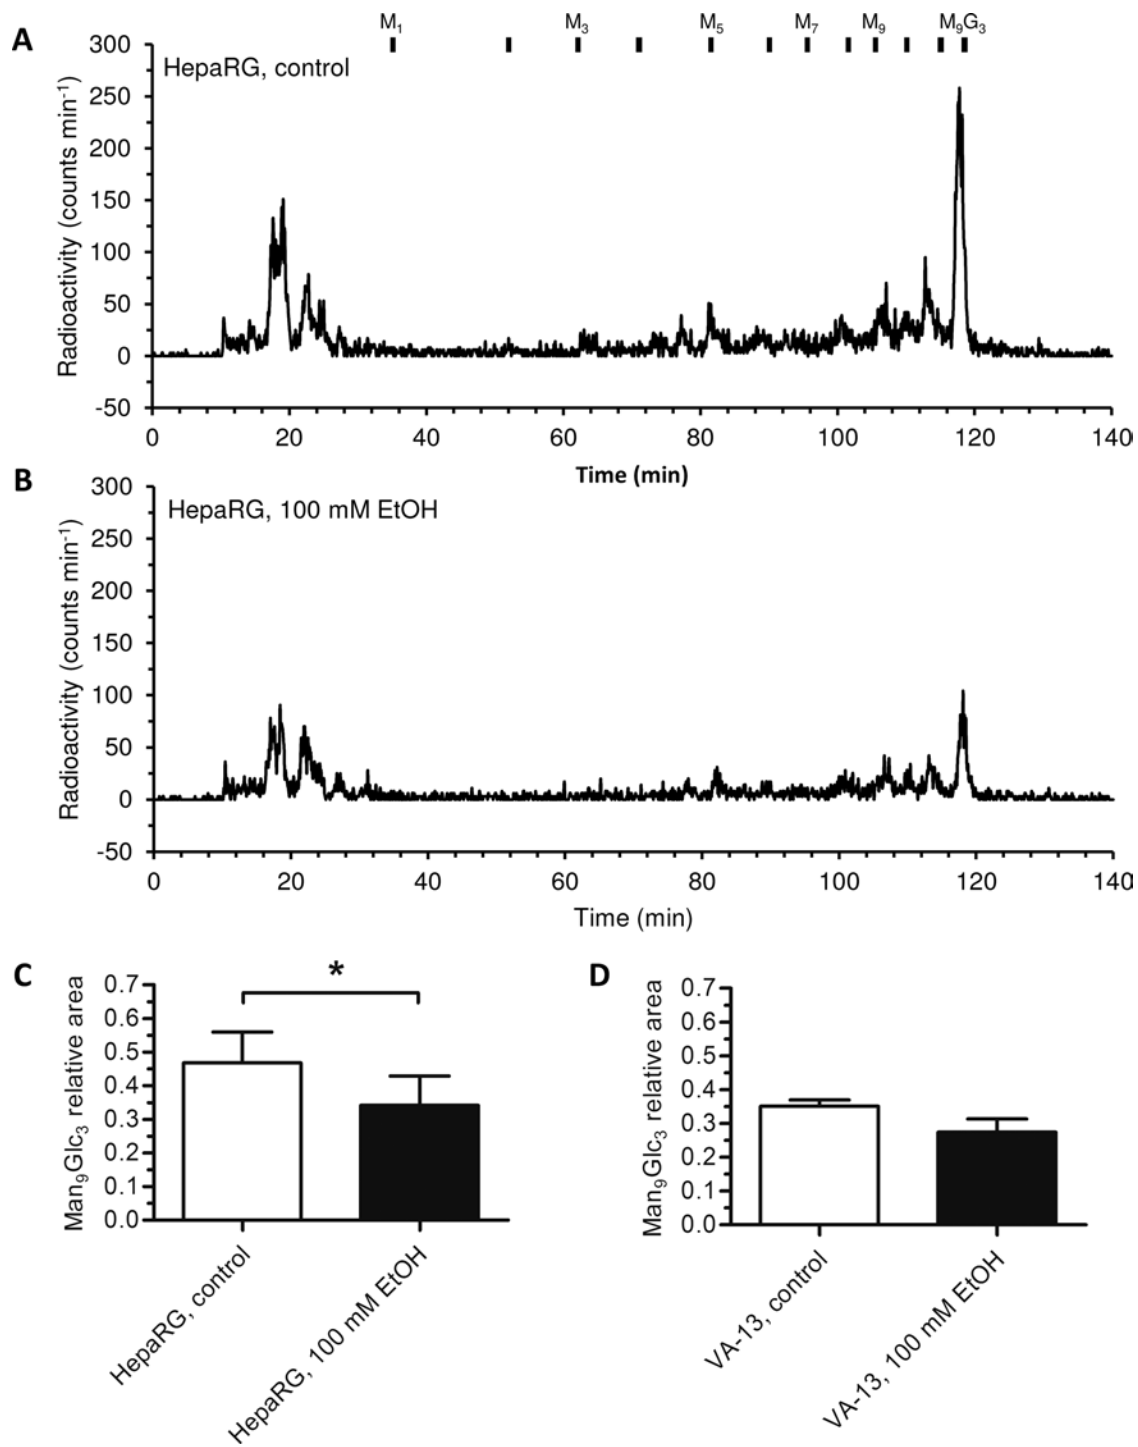 A
M1 M3 M5 M7 M9 M9G3
HepaRG, control
Radioactivity (counts min-1)
300
250
200
150
100
50
0
-50
0 20 40 60 80 100 120 140
Time (min)
B
HepaRG, 100 mM EtOH
Radioactivity (counts min-1)
300
250
200
150
100
50
0
-50
0 20 40 60 80 100 120 140
Time (min)
C
*
Man9Glc3 relative area
0.7
0.6
0.5
0.4
0.3
0.2
0.1
0.0
HepaRG, control
HepaRG, 100 mM EtOH
D
Man9Glc3 relative area
0.7
0.6
0.5
0.4
0.3
0.2
0.1
0.0
VA-13, control
VA-13, 100 mM EtOH